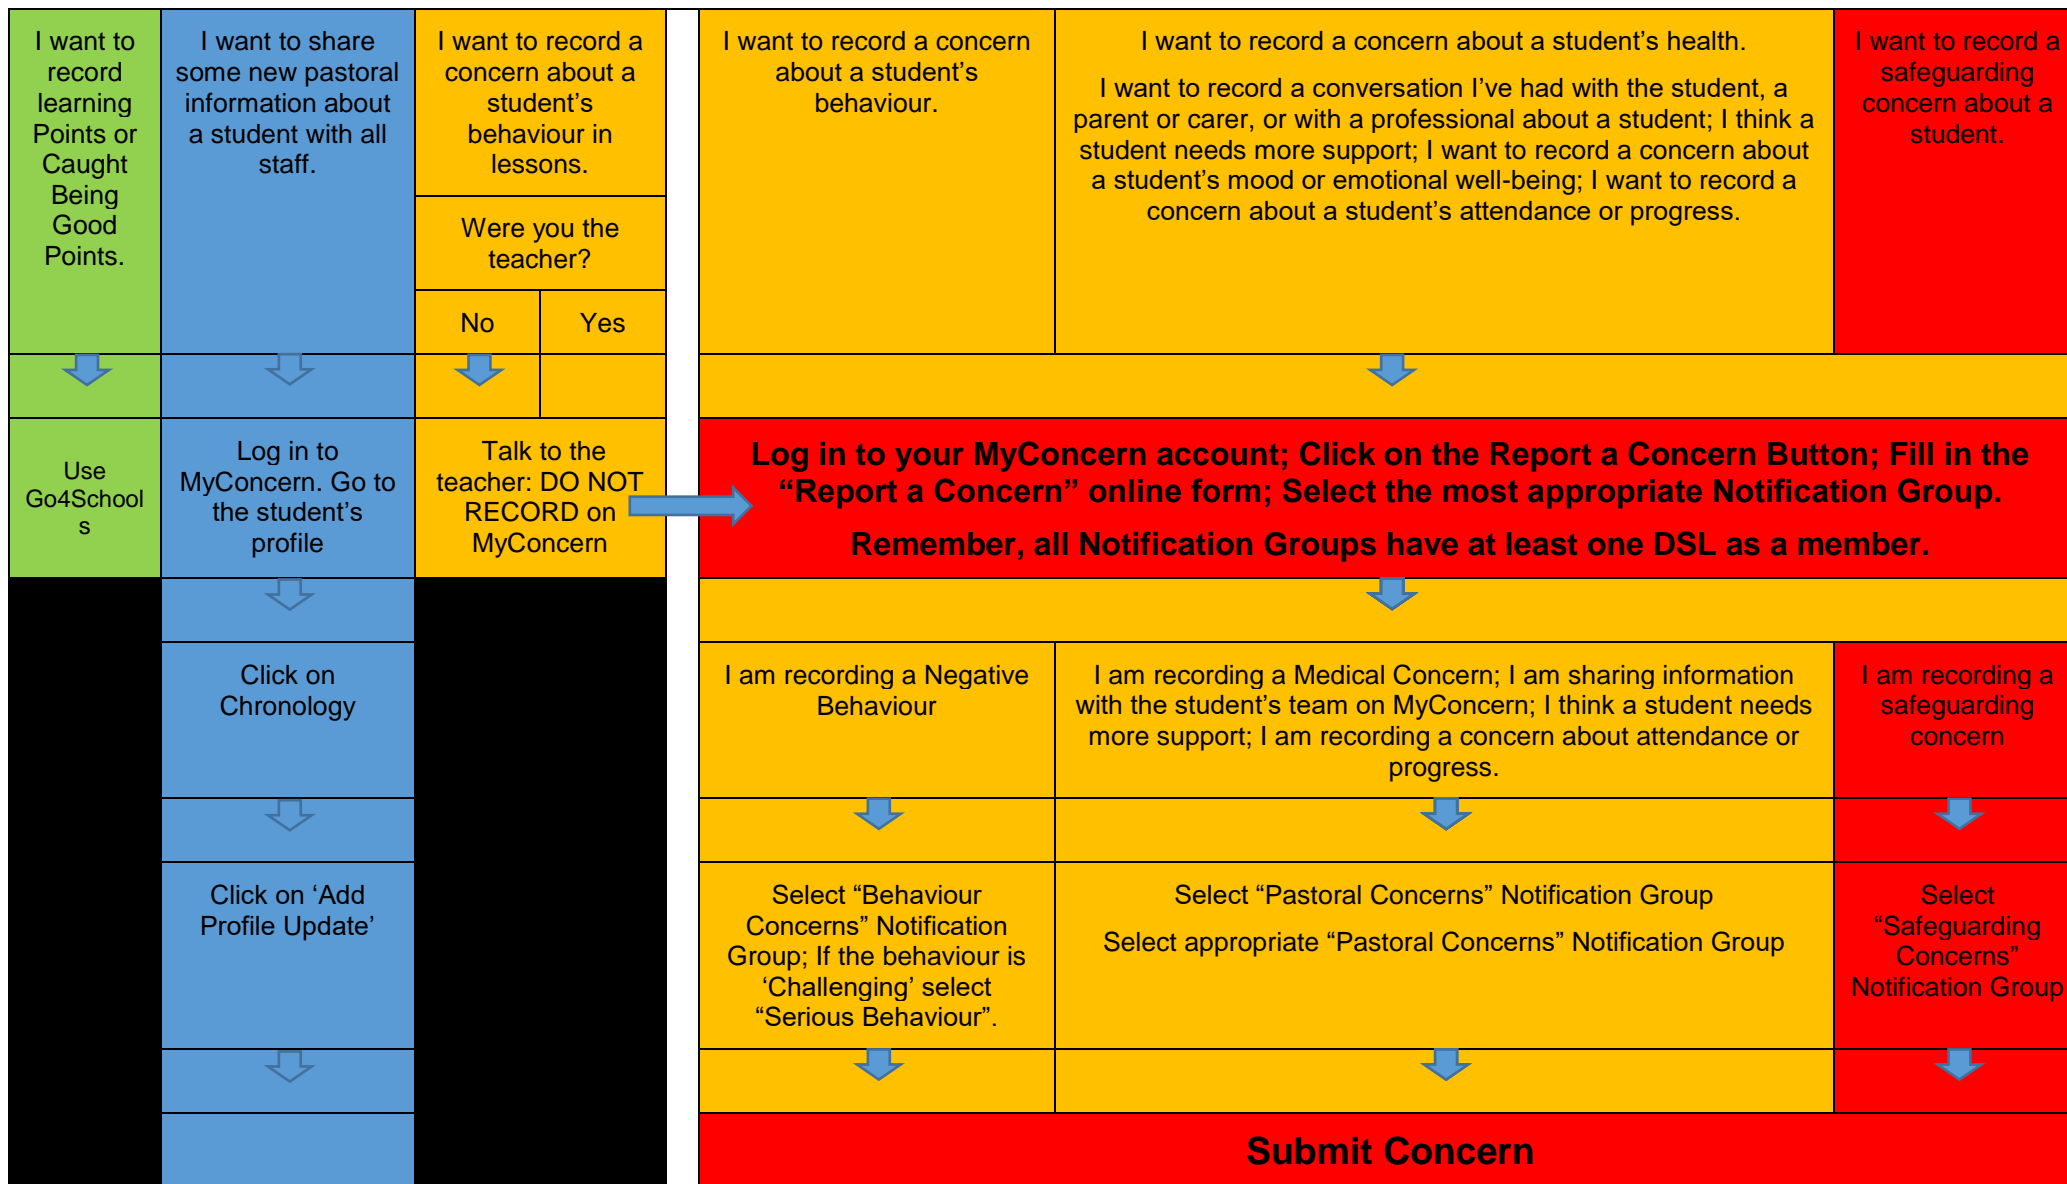 I want to
record
learning
Points or
Caught
Being
Good
Points.
I want to share
some new pastoral
information about
a student with all
staff.
I want to record a
concern about a
student’s
behaviour in
lessons.
Were you the
teacher?
No
Yes
I want to record a concern
about a student’s
behaviour.
I want to record a concern about a student’s health.
I want to record a conversation I’ve had with the student, a
parent or carer, or with a professional about a student; I think a
student needs more support; I want to record a concern about
a student’s mood or emotional well-being; I want to record a
concern about a student’s attendance or progress.
I want to record a
safeguarding
concern about a
student.
Use
Go4School
s
Log in to
MyConcern. Go to
the student’s
profile
Talk to the
teacher: DO NOT
RECORD on
MyConcern
Log in to your MyConcern account; Click on the Report a Concern Button; Fill in the
“Report a Concern” online form; Select the most appropriate Notification Group.
Remember, all Notification Groups have at least one DSL as a member.
Click on
Chronology
I am recording a Negative
Behaviour
I am recording a Medical Concern; I am sharing information
with the student’s team on MyConcern; I think a student needs
more support; I am recording a concern about attendance or
progress.
I am recording a
safeguarding
concern
Click on ‘Add
Profile Update’
Select “Behaviour
Concerns” Notification
Group; If the behaviour is
‘Challenging’ select
“Serious Behaviour”.
Select “Pastoral Concerns” Notification Group
Select appropriate “Pastoral Concerns” Notification Group
Select
“Safeguarding
Concerns”
Notification Group
Submit Concern